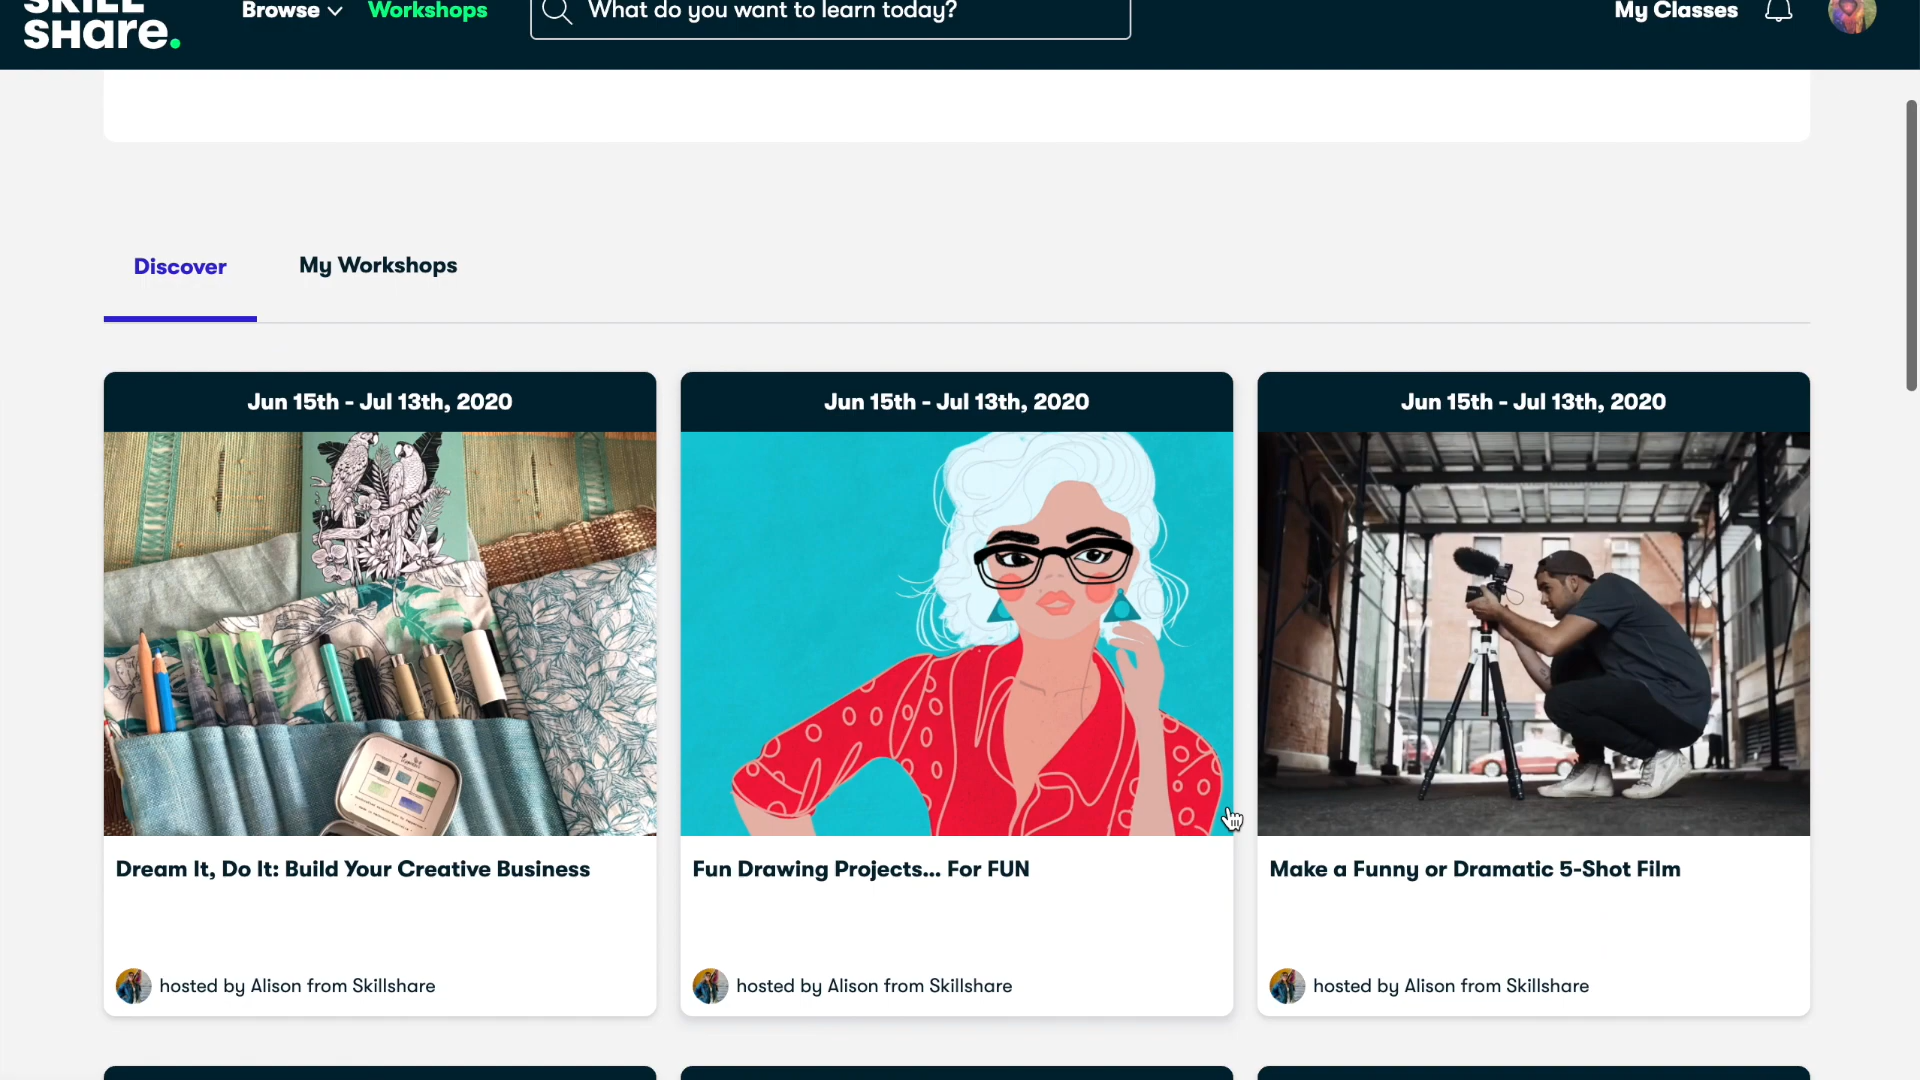 SKILL
SHare.
Browse
Workshops
What do you want to learn today?
My Classes
Discover
My Workshops
Jun 15th - Jul 13th, 2020
Jun 15th - Jul 13th, 2020
Jun 15th - Jul 13th, 2020
Dream It, Do It: Build Your Creative Business
Fun Drawing Projects... For FUN
Make a Funny or Dramatic 5-Shot Film
hosted by Alison from Skillshare
hosted by Alison from Skillshare
hosted by Alison from Skillshare